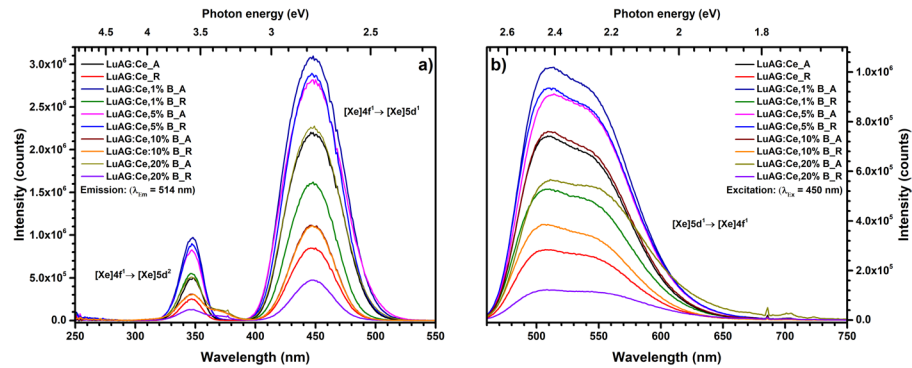 Photon energy (eV)
4.5 4 3.5 3 2.5
a)
3.0x10⁶
2.5x10⁶
2.0x10⁶
1.5x10⁶
1.0x10⁶
5.0x10⁵
0.0
Intensity (counts)
LuAG:Ce_A
LuAG:Ce_R
LuAG:Ce,1% B_A
LuAG:Ce,1% B_R
LuAG:Ce,5% B_A
LuAG:Ce,5% B_R
LuAG:Ce,10% B_A
LuAG:Ce:10% B_R
LuAG:Ce,20% B_A
LuAG:Ce,20% B_R
Emission: (λEm = 514 nm)
[Xe]4f¹→ [Xe]5d¹
[Xe]4f¹→ [Xe]5d²
250 300 350 400 450 500 550
Wavelength (nm)
Photon energy (eV)
2.6 2.4 2.2 2 1.8
b)
LuAG:Ce_A
LuAG:Ce_R
LuAG:Ce,1% B_A
LuAG:Ce,1% B_R
LuAG:Ce,5% B_A
LuAG:Ce,5% B_R
LuAG:Ce,10% B_A
LuAG:Ce:10% B_R
LuAG:Ce,20% B_A
LuAG:Ce,20% B_R
Excitation: (λEx = 450 nm)
[Xe]5d¹→ [Xe]4f¹
1.0x10⁶
8.0x10⁵
6.0x10⁵
4.0x10⁵
2.0x10⁵
0.0
Intensity (counts)
500 550 600 650 700 750
Wavelength (nm)